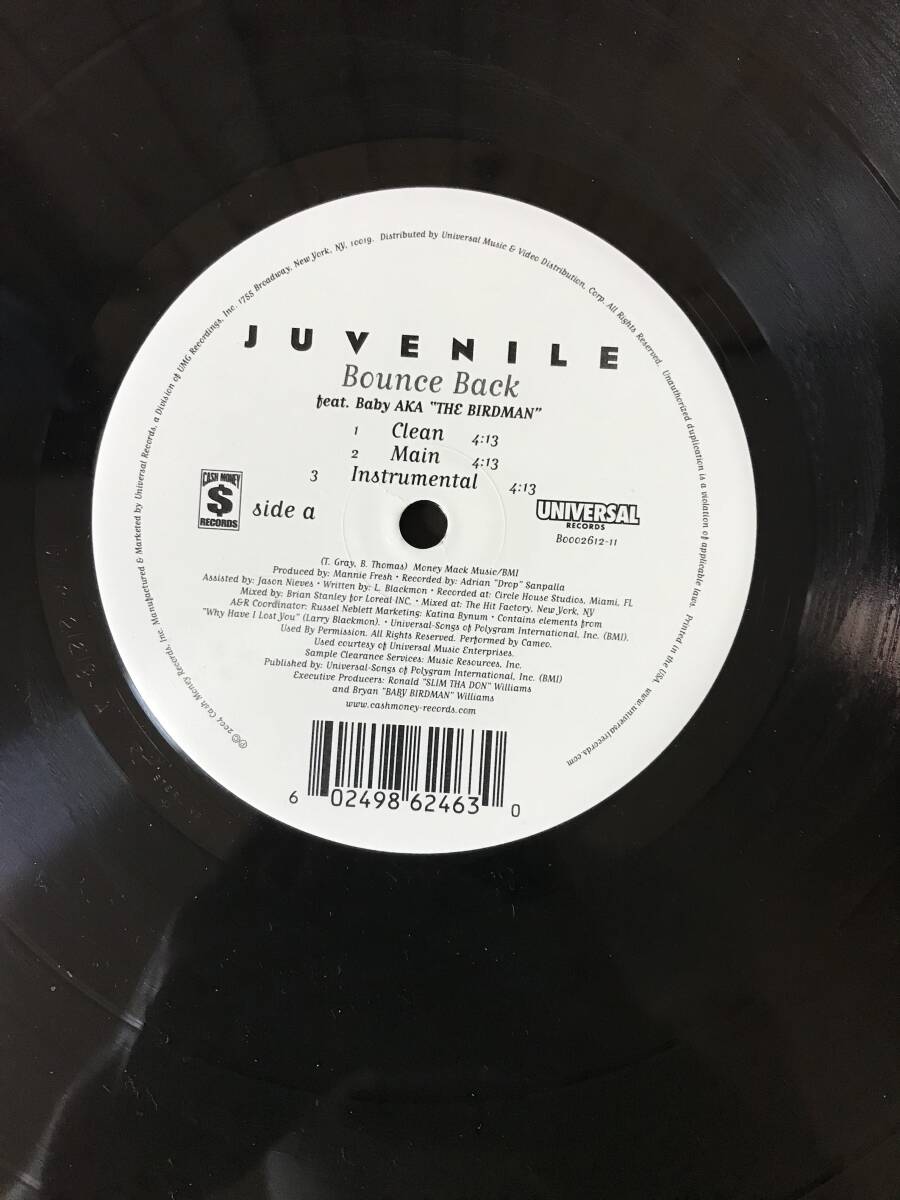 JUVENILE
Bounce Back
feat. Baby AKA "THE BIRDMAN"
1 Clean 4:13
2 Main 4:13
3 Instrumental 4:13
CASH MONEY
$
RECORDS
side a
UNIVERSAL
RECORDS
B0002612-11
(T. Gray, B. Thomas) Money Mack Music/BMI
Produced by: Mannie Fresh • Recorded by: Adrian "Drop" Sanpalla
Assisted by: Jason Nieves • Written by: L. Blackmon • Recorded at: Circle House Studios, Miami, FL
Mixed by: Brian Stanley for Loreal INC. • Mixed at: The Hit Factory, New York, NY
A&R Coordinator: Russel Neblett Marketing: Katina Bynum • Contains elements from
"Why Have I Lost You" (Larry Blackmon). • Universal-Songs of Polygram International, Inc. (BMI).
Used By Permission. All Rights Reserved. Performed by Cameo.
Used courtesy of Universal Music Enterprises.
Sample Clearance Services: Music Resources, Inc.
Published by: Universal-Songs of Polygram International, Inc. (BMI)
Executive Producers: Ronald "SLIM THA DON" Williams
and Bryan "BABY BIRDMAN" Williams
www.cashmoney-records.com
6 02498 62463 0
℗© 2004 Cash Money Records, Inc. Manufactured & Marketed by Universal Records, a Division of UMG Recordings, Inc. 1755 Broadway, New York, NY, 10019. Distributed by Universal Music & Video Distribution, Corp. All Rights Reserved. Unauthorized duplication is a violation of applicable laws. Printed in the USA. www.universalrecords.com